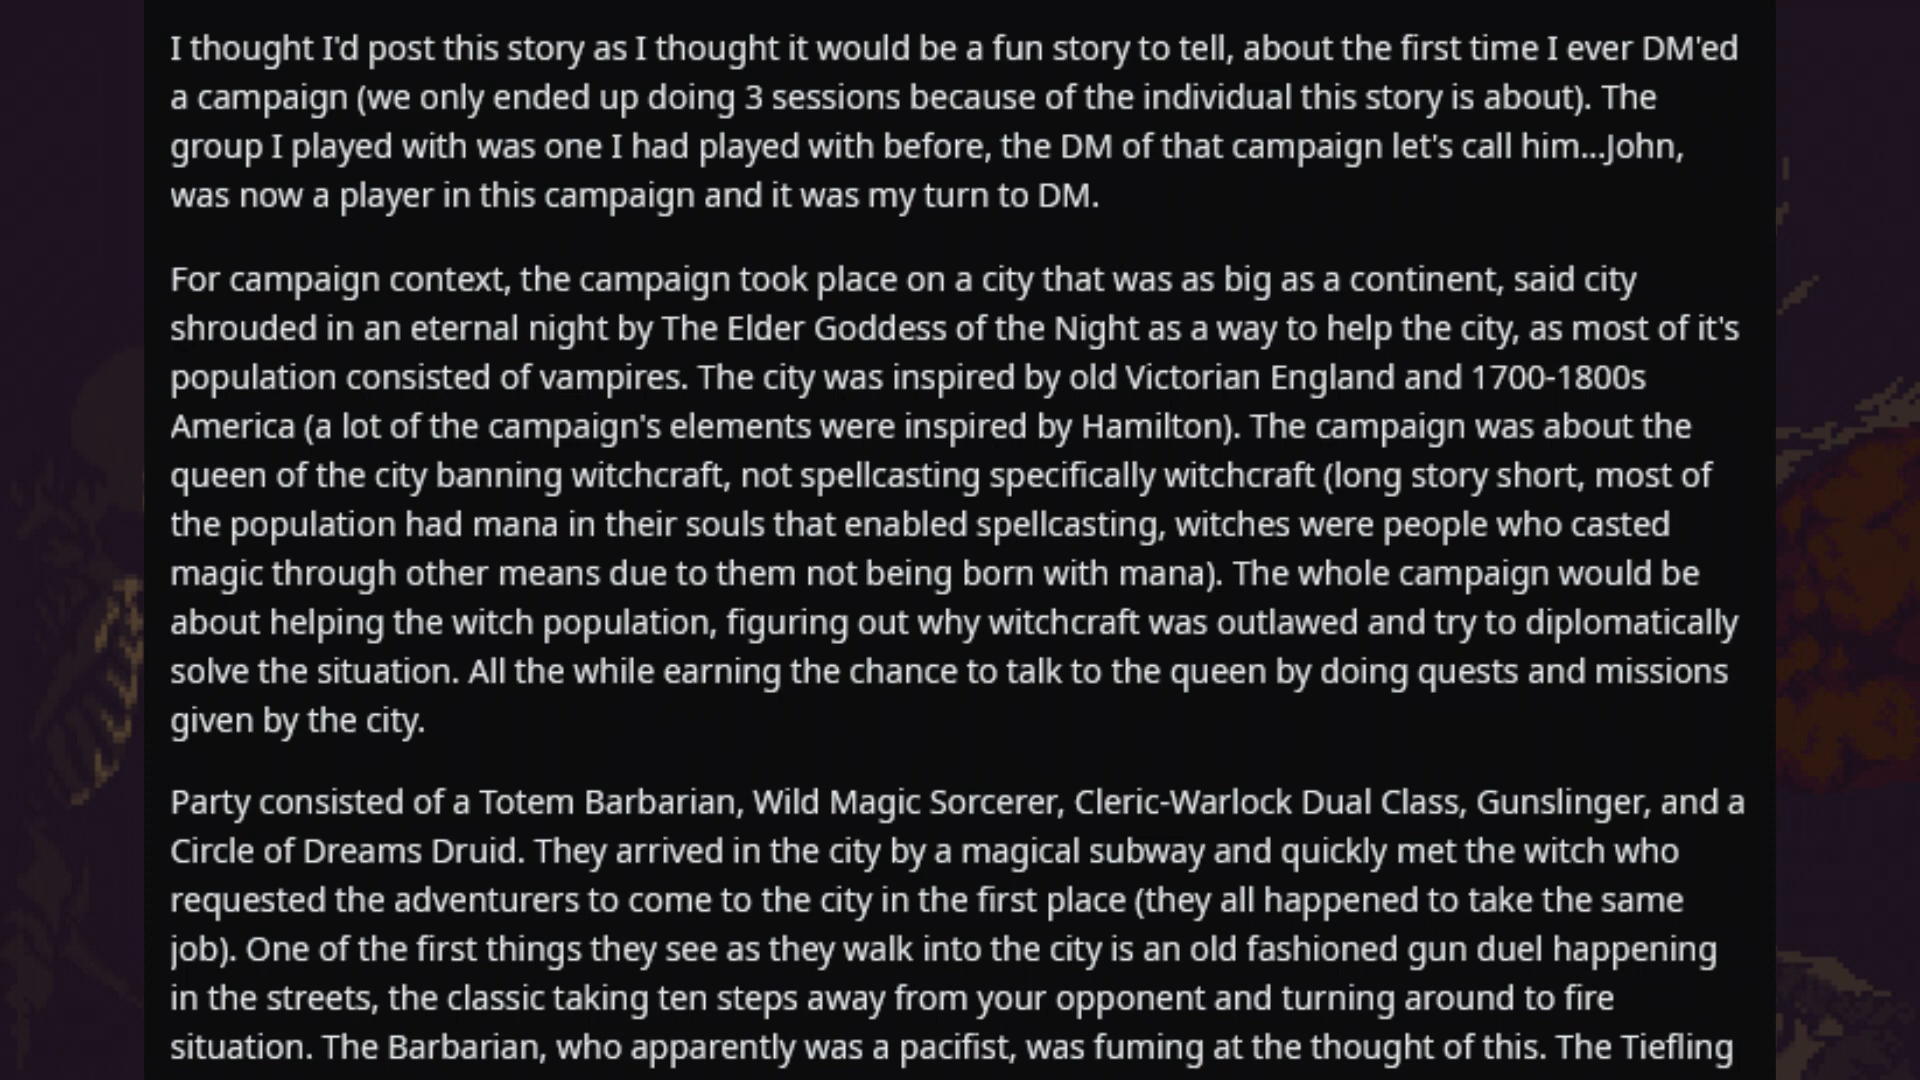 I thought I'd post this story as I thought it would be a fun story to tell, about the first time I ever DM'ed
a campaign (we only ended up doing 3 sessions because of the individual this story is about). The
group I played with was one I had played with before, the DM of that campaign let's call him...John,
was now a player in this campaign and it was my turn to DM.
For campaign context, the campaign took place on a city that was as big as a continent, said city
shrouded in an eternal night by The Elder Goddess of the Night as a way to help the city, as most of it's
population consisted of vampires. The city was inspired by old Victorian England and 1700-1800s
America (a lot of the campaign's elements were inspired by Hamilton). The campaign was about the
queen of the city banning witchcraft, not spellcasting specifically witchcraft (long story short, most of
the population had mana in their souls that enabled spellcasting, witches were people who casted
magic through other means due to them not being born with mana). The whole campaign would be
about helping the witch population, figuring out why witchcraft was outlawed and try to diplomatically
solve the situation. All the while earning the chance to talk to the queen by doing quests and missions
given by the city.
Party consisted of a Totem Barbarian, Wild Magic Sorcerer, Cleric-Warlock Dual Class, Gunslinger, and a
Circle of Dreams Druid. They arrived in the city by a magical subway and quickly met the witch who
requested the adventurers to come to the city in the first place (they all happened to take the same
job). One of the first things they see as they walk into the city is an old fashioned gun duel happening
in the streets, the classic taking ten steps away from your opponent and turning around to fire
situation. The Barbarian, who apparently was a pacifist, was fuming at the thought of this. The Tiefling